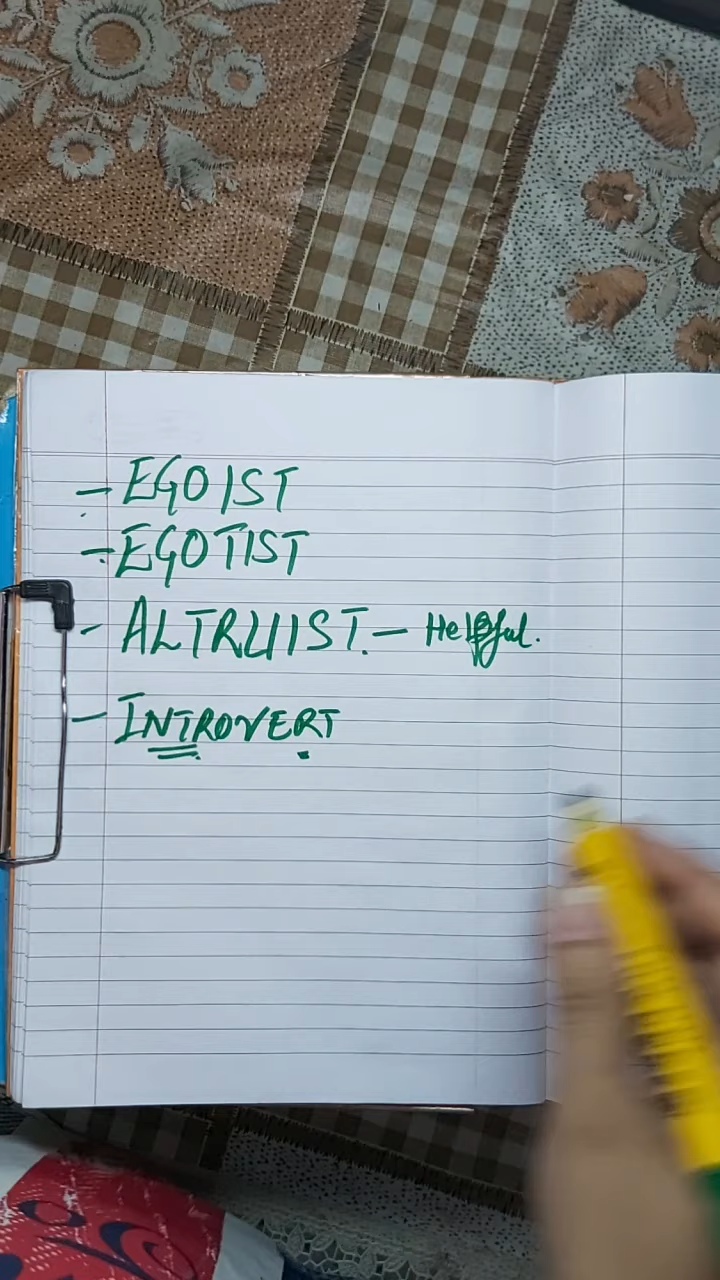 - EGOIST
- EGOTIST
- ALTRUIST. - Helpful.
- INTROVERT